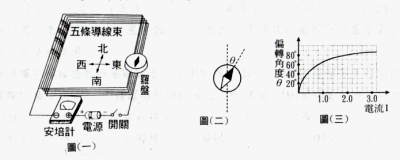 五條導線束
北
西 東
南
羅盤
安培計 電源 開關
圖(一)
θ
圖(二)
偏轉角度θ
80°
60°
40°
20°
1.0 2.0 3.0
電流I
圖(三)